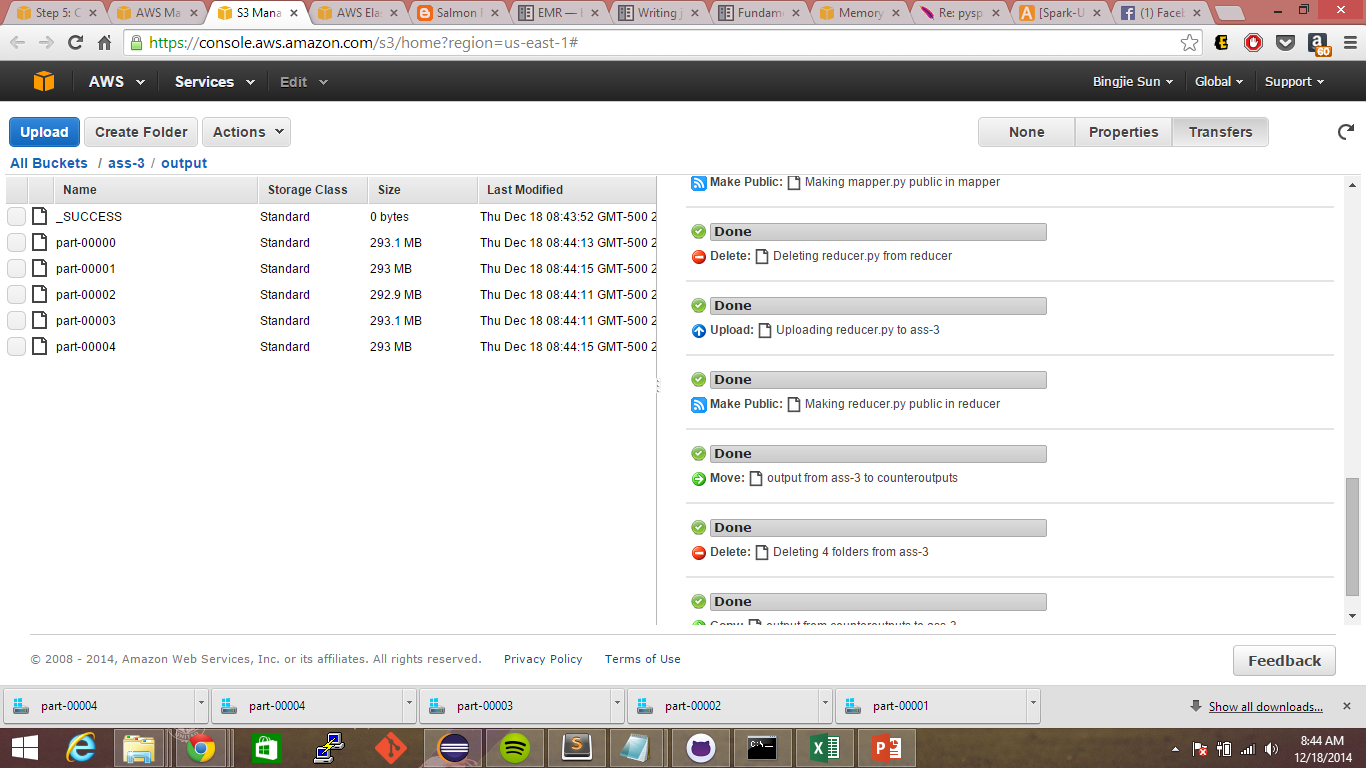 Step 5: C
AWS Ma
S3 Mana
AWS Ela
Salmon
EMR —
Writing j
Fundam
Memory
Re: pysp
[Spark-U
(1) Faceb
https://console.aws.amazon.com/s3/home?region=us-east-1#
60
AWS Services Edit Bingjie Sun Global Support
Upload Create Folder Actions None Properties Transfers
All Buckets / ass-3 / output
Name Storage Class Size Last Modified
_SUCCESS Standard 0 bytes Thu Dec 18 08:43:52 GMT-500 2
part-00000 Standard 293.1 MB Thu Dec 18 08:44:13 GMT-500 2
part-00001 Standard 293 MB Thu Dec 18 08:44:15 GMT-500 2
part-00002 Standard 292.9 MB Thu Dec 18 08:44:11 GMT-500 2
part-00003 Standard 293.1 MB Thu Dec 18 08:44:11 GMT-500 2
part-00004 Standard 293 MB Thu Dec 18 08:44:15 GMT-500 2
Make Public: Making mapper.py public in mapper
Done
Delete: Deleting reducer.py from reducer
Done
Upload: Uploading reducer.py to ass-3
Done
Make Public: Making reducer.py public in reducer
Done
Move: output from ass-3 to counteroutputs
Done
Delete: Deleting 4 folders from ass-3
Done
Copy: output from counteroutputs to ass-3
© 2008 - 2014, Amazon Web Services, Inc. or its affiliates. All rights reserved. Privacy Policy Terms of Use
Feedback
part-00004 part-00004 part-00003 part-00002 part-00001 Show all downloads...
8:44 AM
12/18/2014